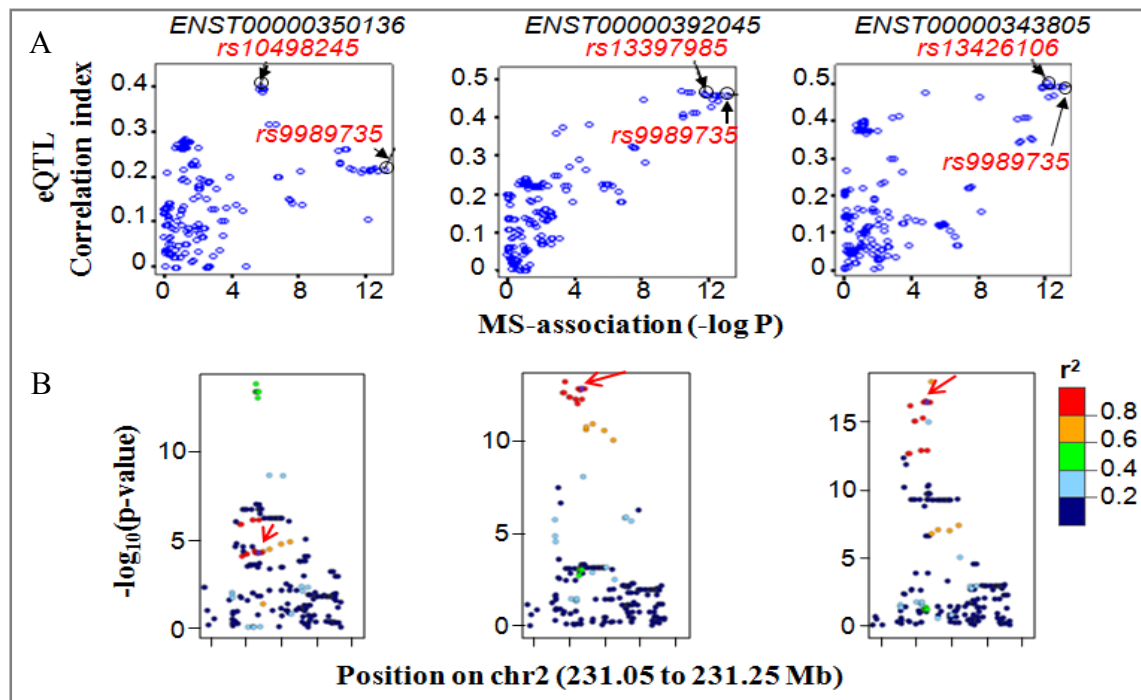 A
ENST00000350136
rs10498245
ENST00000392045
rs13397985
ENST00000343805
rs13426106
eQTL
Correlation index
0.4
0.3
0.2
0.1
0
rs9989735
0 4 8 12
0.5
0.4
0.3
0.2
0.1
0.0
rs9989735
0 4 8 12
0.5
0.4
0.3
0.2
0.1
0
rs9989735
0 4 8 12
MS-association (-log P)
B
-log10(p-value)
10
5
0
10
5
0
15
10
5
0
r²
0.8
0.6
0.4
0.2
Position on chr2 (231.05 to 231.25 Mb)